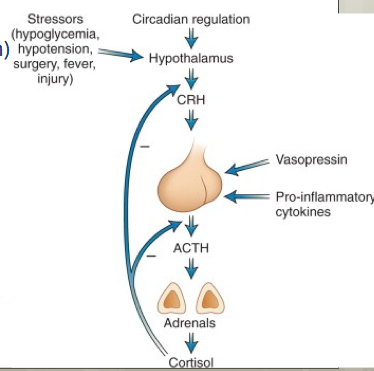 Stressors
(hypoglycemia,
hypotension,
surgery, fever,
injury)
)
Circadian regulation
Hypothalamus
CRH
–
Vasopressin
Pro-inflammatory
cytokines
–
ACTH
Adrenals
Cortisol